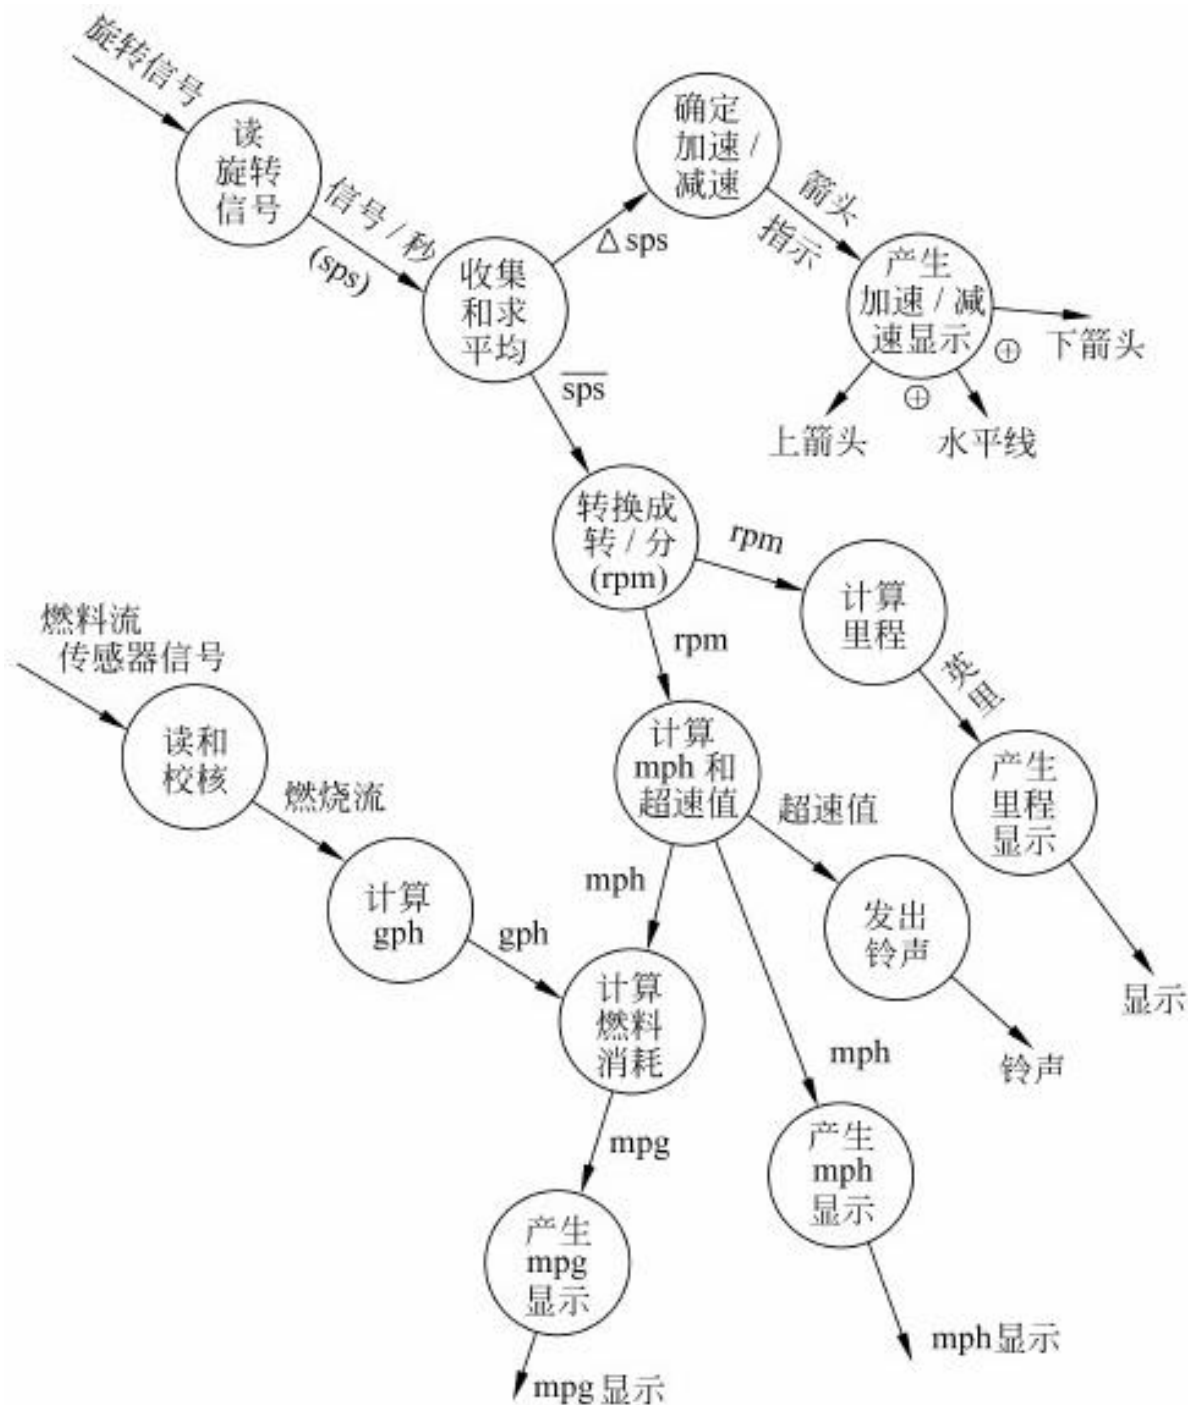 旋转信号
读
旋转
信号
信号/秒
(sps)
收集
和求
平均
△sps
确定
加速/
减速
箭头
指示
产生
加速/减
速显示
⊕
下箭头
⊕
上箭头
水平线
sps
转换成
转/分
(rpm)
rpm
计算
里程
英里
产生
里程
显示
显示
rpm
计算
mph和
超速值
超速值
发出
铃声
铃声
燃料流
传感器信号
读和
校核
燃烧流
计算
gph
gph
mph
计算
燃料
消耗
mpg
产生
mpg
显示
mpg显示
mph
产生
mph
显示
mph显示